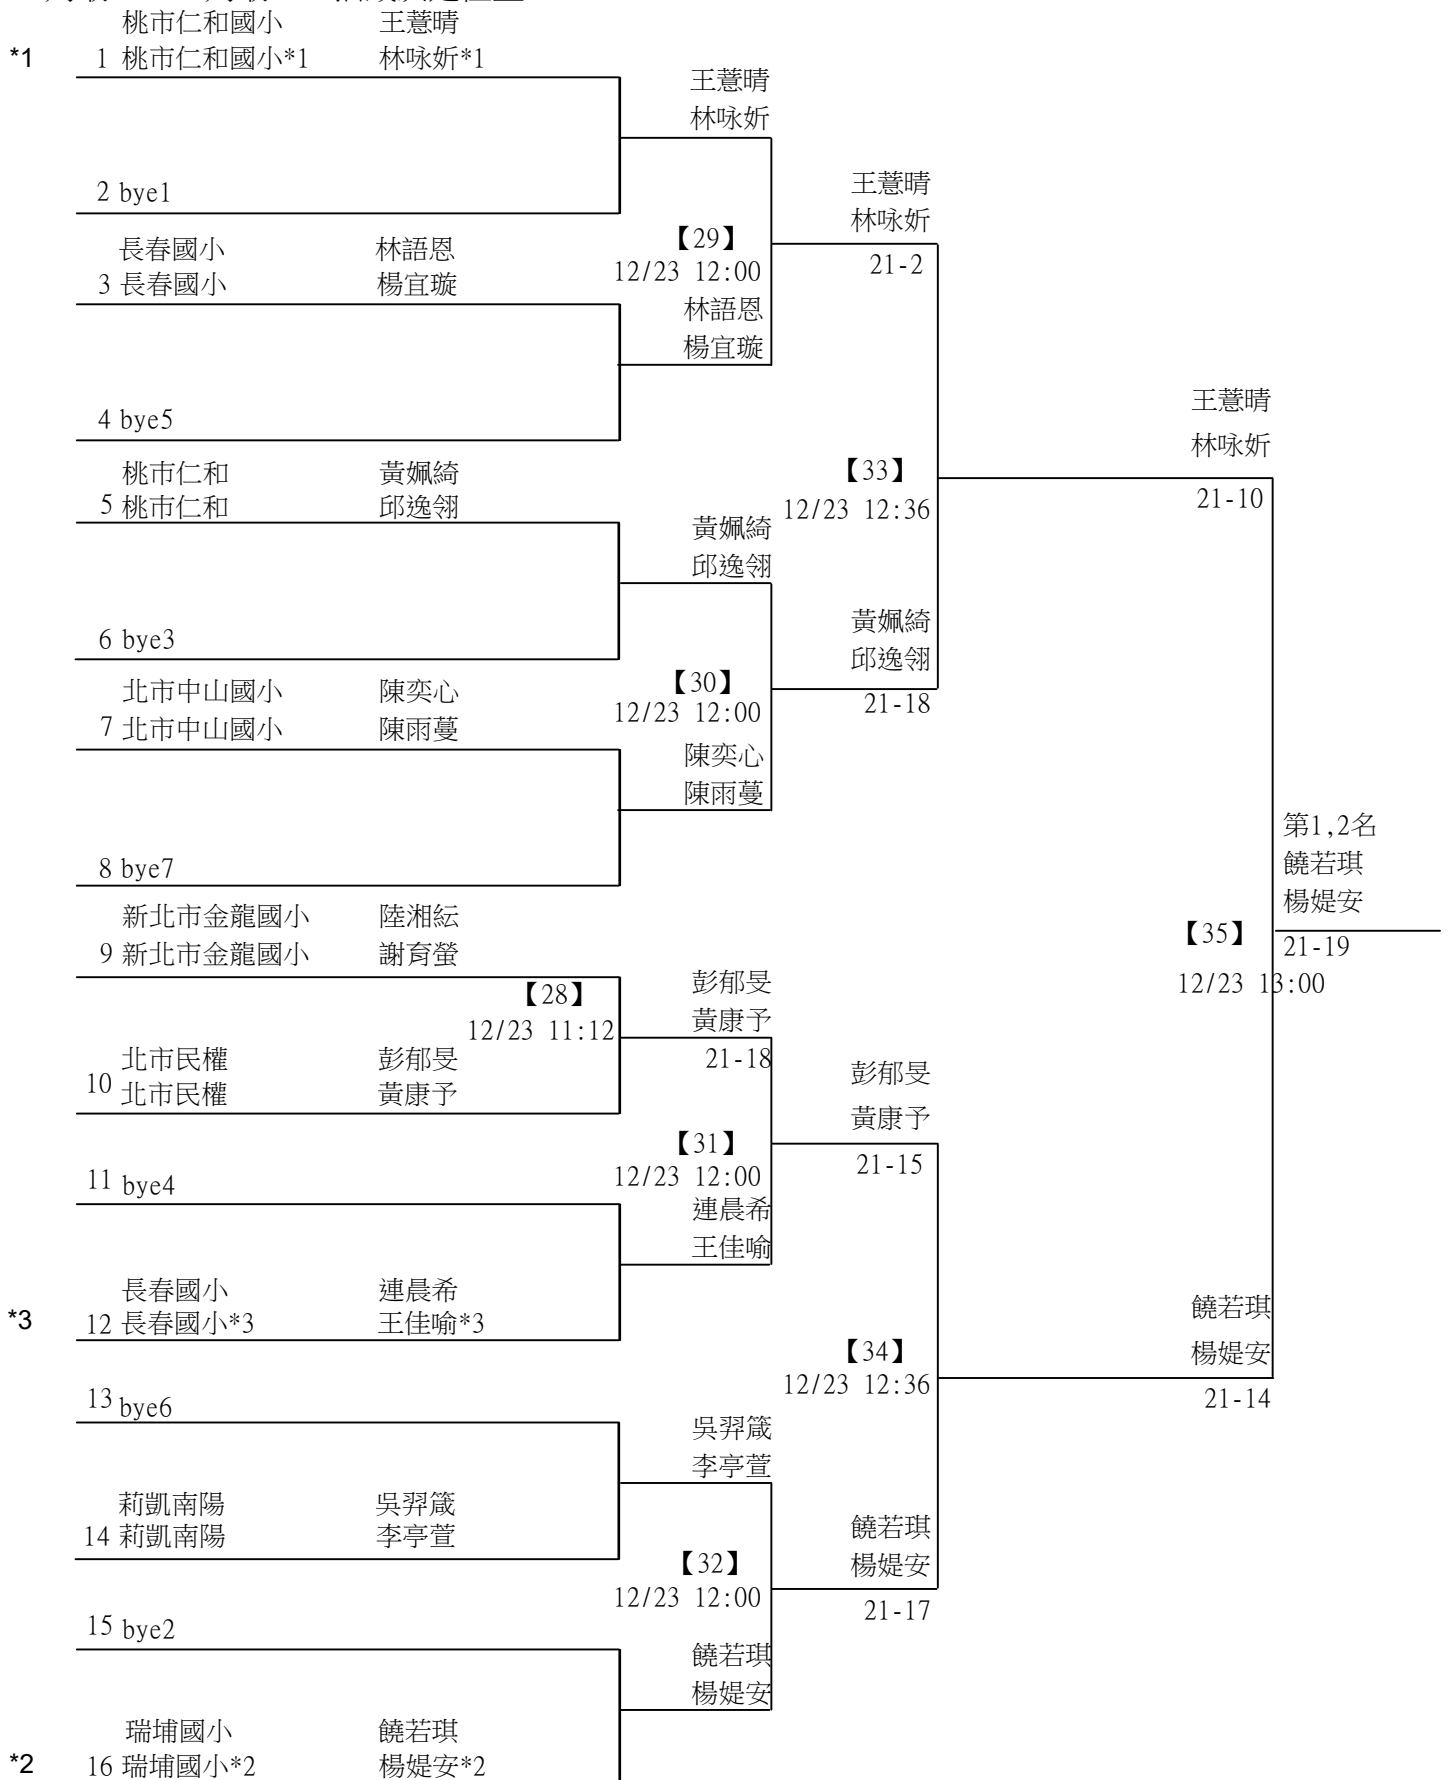 桃市仁和國小 王薏晴
*1 1 桃市仁和國小*1 林咏妡*1
王薏晴
林咏妡
2 bye1
王薏晴
林咏妡
21-2
長春國小 林語恩
3 長春國小 楊宜璇
【29】
12/23 12:00
林語恩
楊宜璇
4 bye5
王薏晴
林咏妡
21-10
桃市仁和 黃姵綺
5 桃市仁和 邱逸翎
【33】
12/23 12:36
黃姵綺
邱逸翎
6 bye3
黃姵綺
邱逸翎
21-18
北市中山國小 陳奕心
7 北市中山國小 陳雨蔓
【30】
12/23 12:00
陳奕心
陳雨蔓
8 bye7
第1,2名
饒若琪
楊媞安
21-19
【35】
12/23 13:00
新北市金龍國小 陸湘紜
9 新北市金龍國小 謝育螢
【28】
12/23 11:12
彭郁旻
黃康予
21-18
北市民權 彭郁旻
10 北市民權 黃康予
彭郁旻
黃康予
21-15
【31】
12/23 12:00
11 bye4
連晨希
王佳喻
長春國小 連晨希
*3 12 長春國小*3 王佳喻*3
【34】
12/23 12:36
饒若琪
楊媞安
21-14
13 bye6
吳羿箴
李亭萱
莉凱南陽 吳羿箴
14 莉凱南陽 李亭萱
饒若琪
楊媞安
21-17
【32】
12/23 12:00
15 bye2
饒若琪
楊媞安
瑞埔國小 饒若琪
*2 16 瑞埔國小*2 楊媞安*2